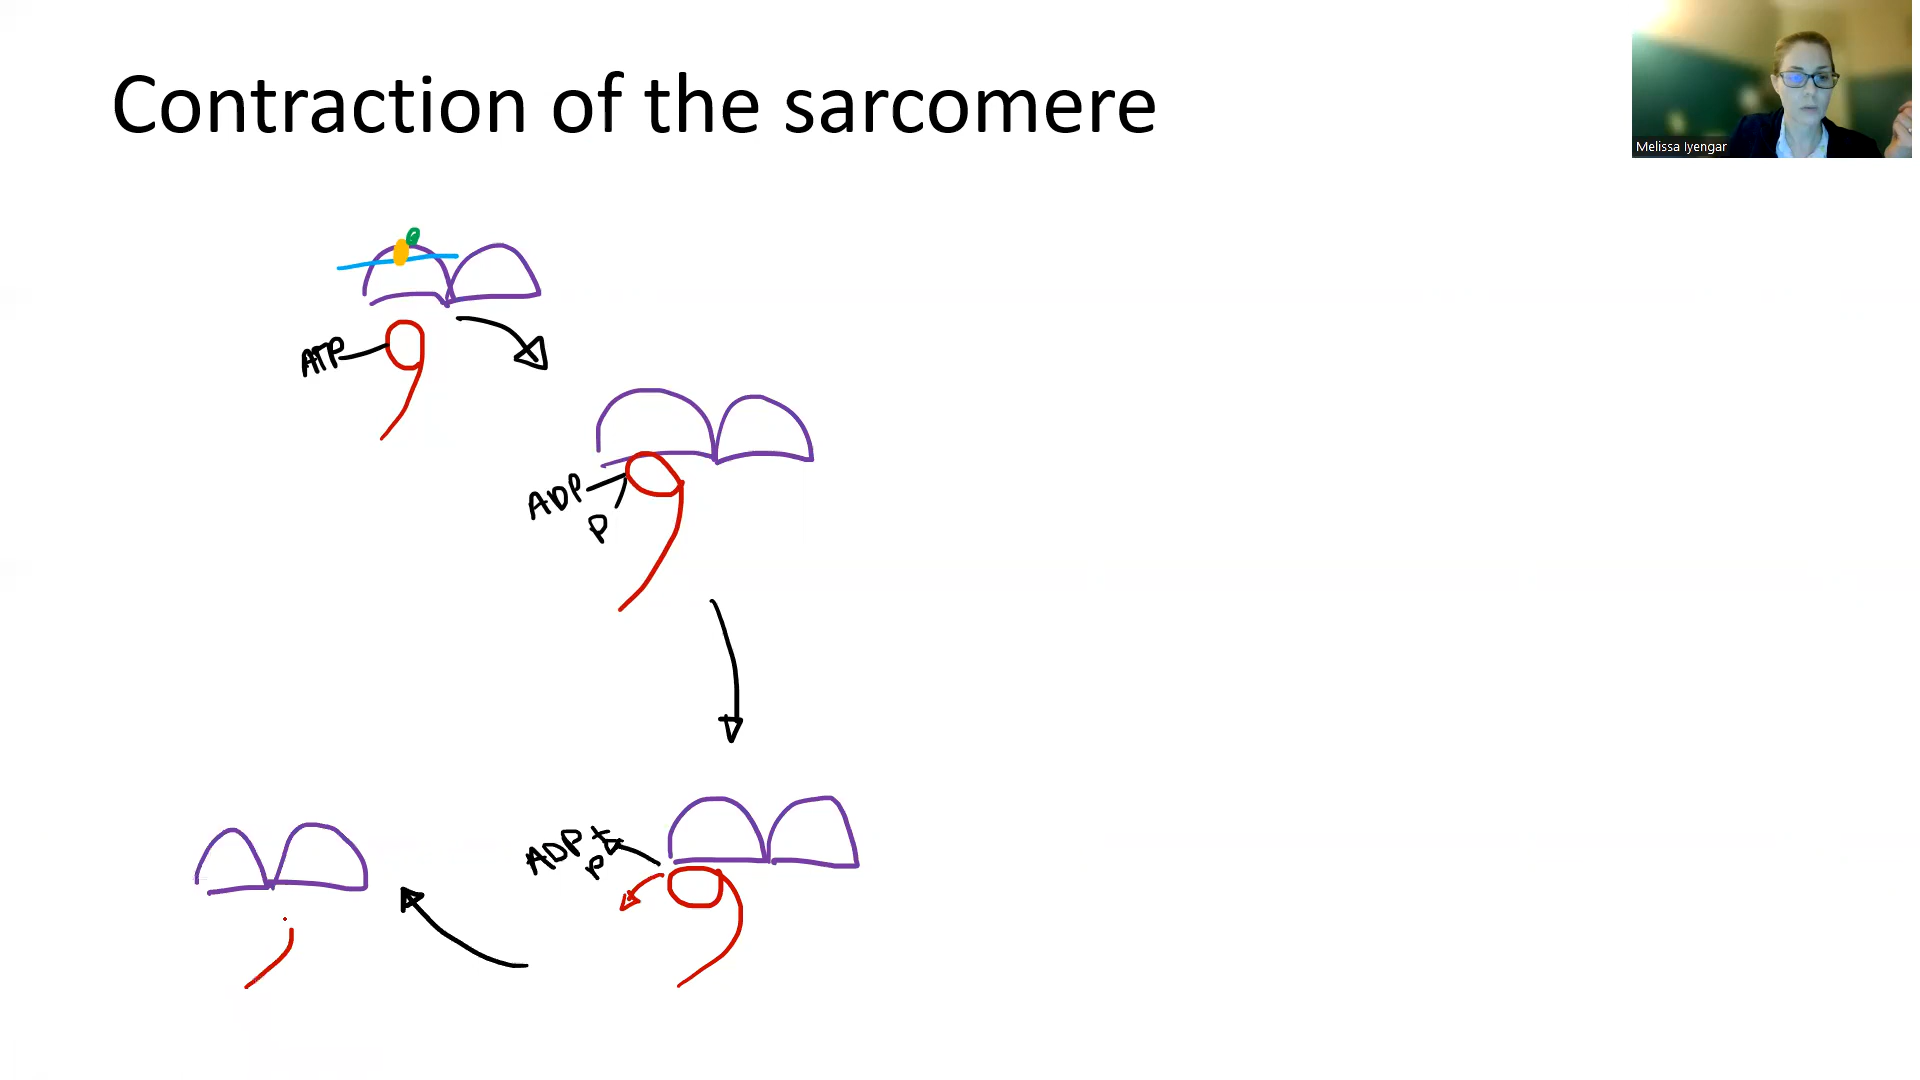 Contraction of the sarcomere
Melissa Iyengar
ATP
ADP
P
ADP +
P